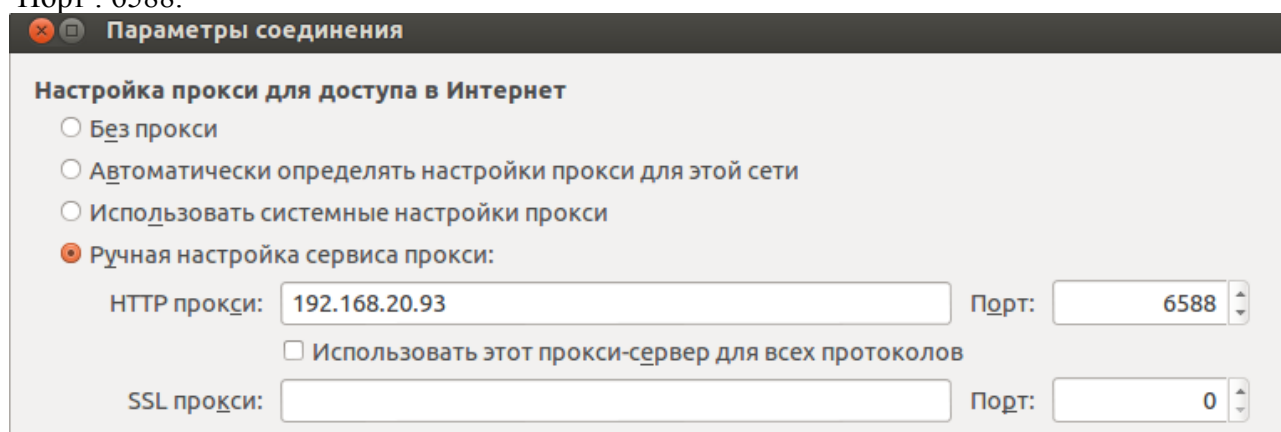 Порт : 6588.
Параметры соединения
Настройка прокси для доступа в Интернет
Без прокси
Автоматически определять настройки прокси для этой сети
Использовать системные настройки прокси
Ручная настройка сервиса прокси:
HTTP прокси: 192.168.20.93 Порт: 6588
Использовать этот прокси-сервер для всех протоколов
SSL прокси: Порт: 0